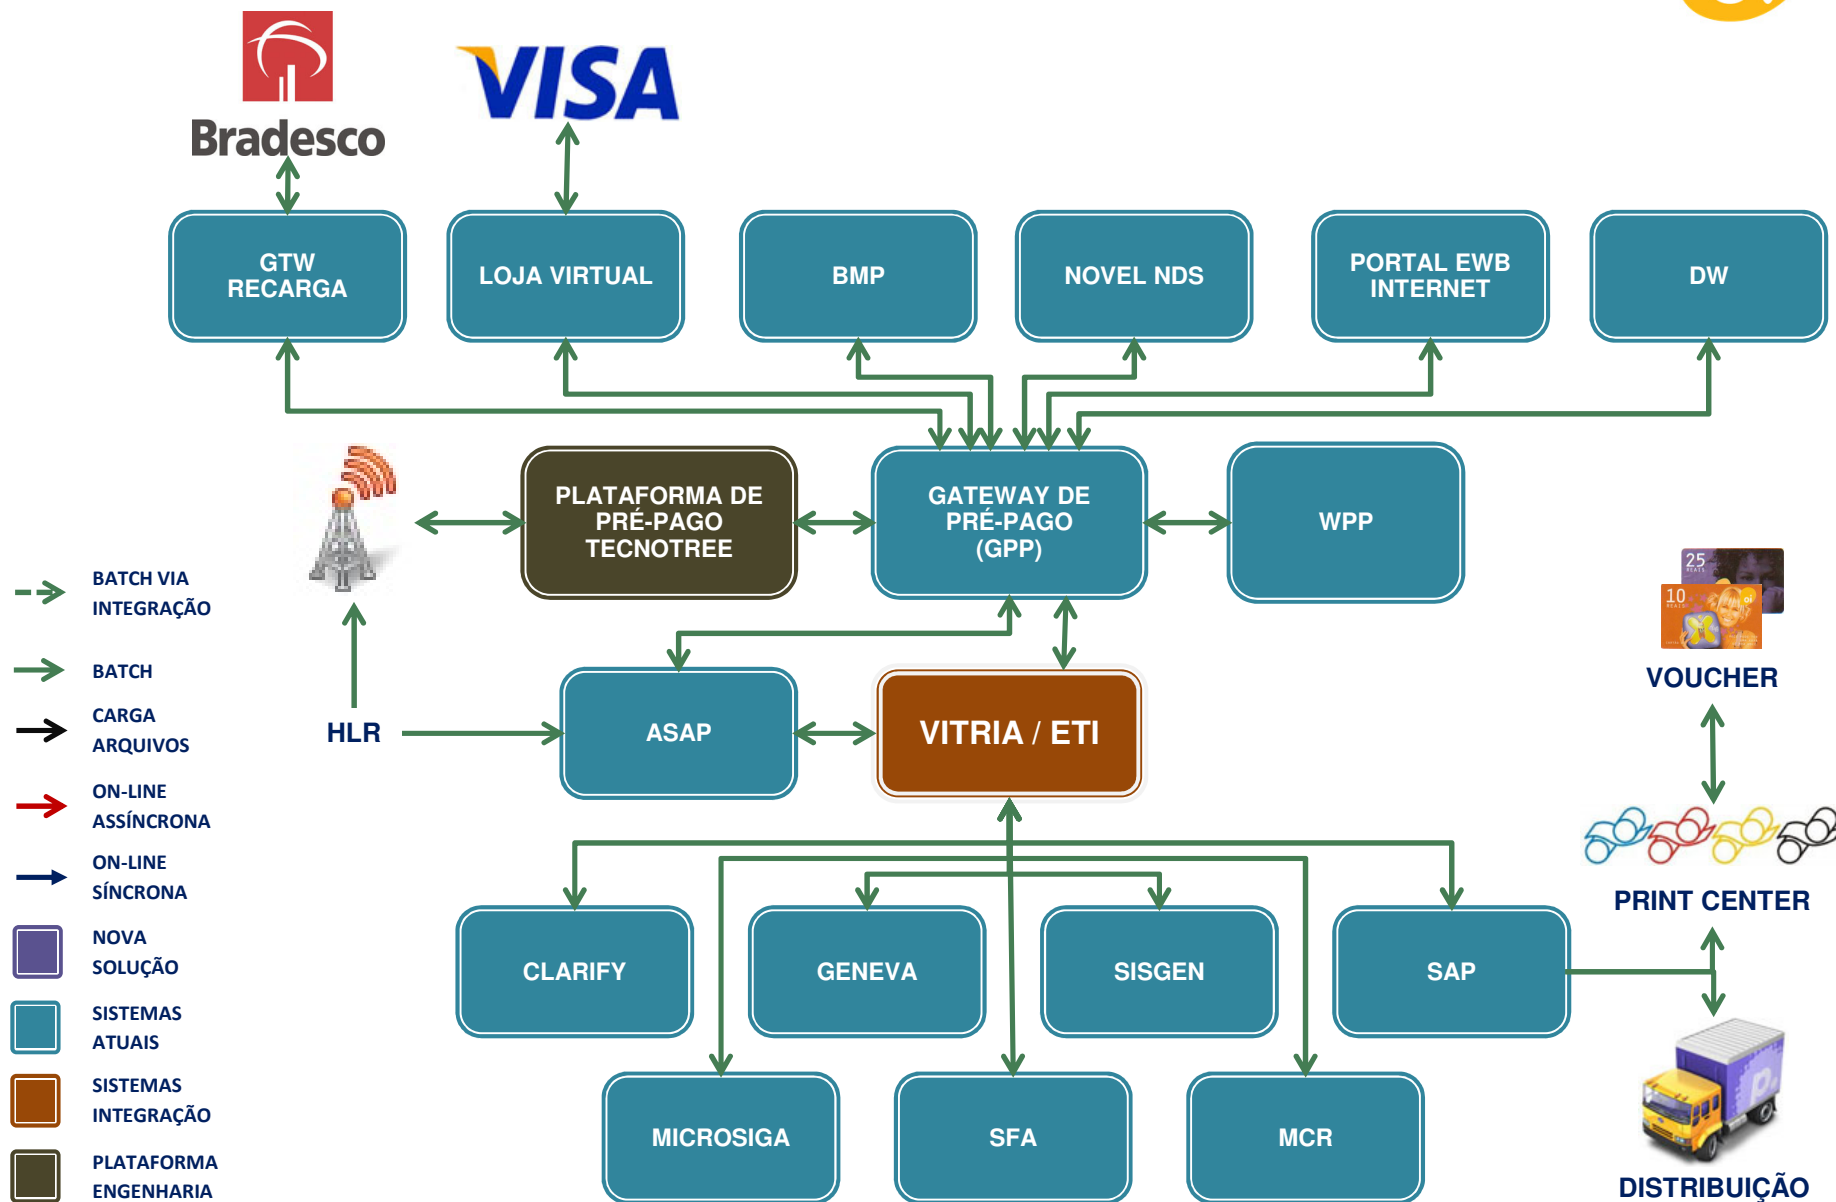 Bradesco
VISA
GTW
RECARGA
LOJA VIRTUAL
BMP
NOVEL NDS
PORTAL EWB
INTERNET
DW
PLATAFORMA DE
PRÉ-PAGO
TECNOTREE
GATEWAY DE
PRÉ-PAGO
(GPP)
WPP
BATCH VIA
INTEGRAÇÃO
BATCH
CARGA
ARQUIVOS
ON-LINE
ASSÍNCRONA
ON-LINE
SÍNCRONA
NOVA
SOLUÇÃO
SISTEMAS
ATUAIS
SISTEMAS
INTEGRAÇÃO
PLATAFORMA
ENGENHARIA
HLR
ASAP
VITRIA / ETI
25
REAIS
10
REAIS
oi
VOUCHER
PRINT CENTER
CLARIFY
GENEVA
SISGEN
SAP
MICROSIGA
SFA
MCR
DISTRIBUIÇÃO